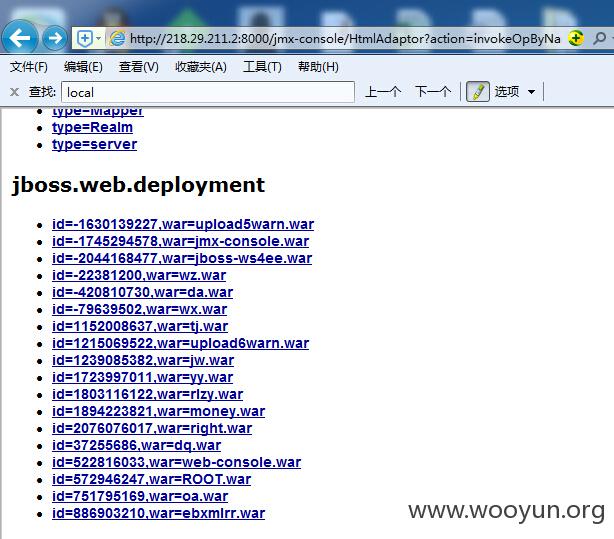 http://218.29.211.2:8000/jmx-console/HtmlAdaptor?action=invokeOpByNa
文件(F) 编辑(E) 查看(V) 收藏夹(A) 工具(T) 帮助(H)
x 查找: local 上一个 下一个 选项
type=Mapper
type=Realm
type=server
jboss.web.deployment
id=-1630139227,war=upload5warn.war
id=-1745294578,war=jmx-console.war
id=-2044168477,war=jboss-ws4ee.war
id=-22381200,war=wz.war
id=-420810730,war=da.war
id=-79639502,war=wx.war
id=1152008637,war=tj.war
id=1215069522,war=upload6warn.war
id=1239085382,war=jw.war
id=1723997011,war=yy.war
id=1803116122,war=rlzy.war
id=1894223821,war=money.war
id=2076076017,war=right.war
id=37255686,war=dq.war
id=522816033,war=web-console.war
id=572946247,war=ROOT.war
id=751795169,war=oa.war
id=886903210,war=ebxmlrr.war
www.wooyun.org